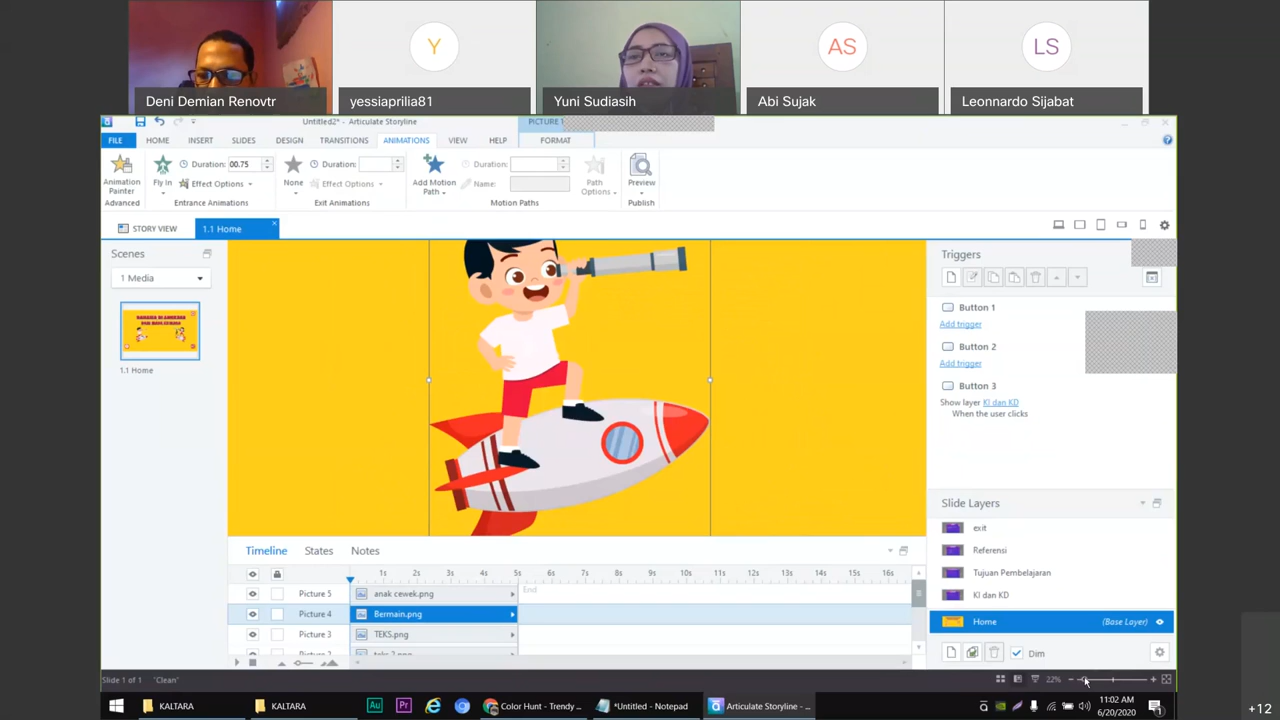 Y
AS
LS
Deni Demian Renovtr
yessiaprilia81
Yuni Sudiasih
Abi Sujak
Leonnardo Sijabat
Untitled2* - Articulate Storyline
PICTURE
FILE
HOME
INSERT
SLIDES
DESIGN
TRANSITIONS
ANIMATIONS
VIEW
HELP
FORMAT
Animation Painter
Fly In
Duration: 00.75
Effect Options
None
Duration:
Effect Options
Add Motion Path
Duration:
Name:
Path Options
Preview
Advanced
Entrance Animations
Exit Animations
Motion Paths
Publish
STORY VIEW
1.1 Home
Scenes
1 Media
1.1 Home
Triggers
Button 1
Add trigger
Button 2
Add trigger
Button 3
Show layer KI dan KD
When the user clicks
Slide Layers
exit
Referensi
Tujuan Pembelajaran
KI dan KD
Home (Base Layer)
Dim
Timeline
States
Notes
1s 2s 3s 4s 5s 6s 7s 8s 9s 10s 11s 12s 13s 14s 15s 16s
Picture 5 anak cewek.png
End
Picture 4 Bermain.png
Picture 3 TEKS.png
Slide 1 of 1
"Clean"
22%
KALTARA
KALTARA
Color Hunt - Trendy ...
*Untitled - Notepad
Articulate Storyline - ...
11:02 AM
6/20/2020
+12